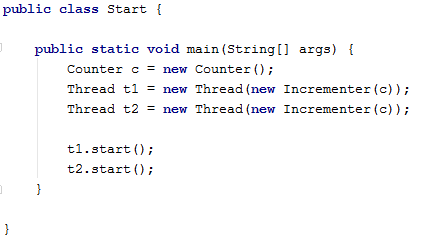 public class Start {
public static void main(String[] args) {
Counter c = new Counter();
Thread t1 = new Thread(new Incrementer(c));
Thread t2 = new Thread(new Incrementer(c));
t1.start();
t2.start();
}
}